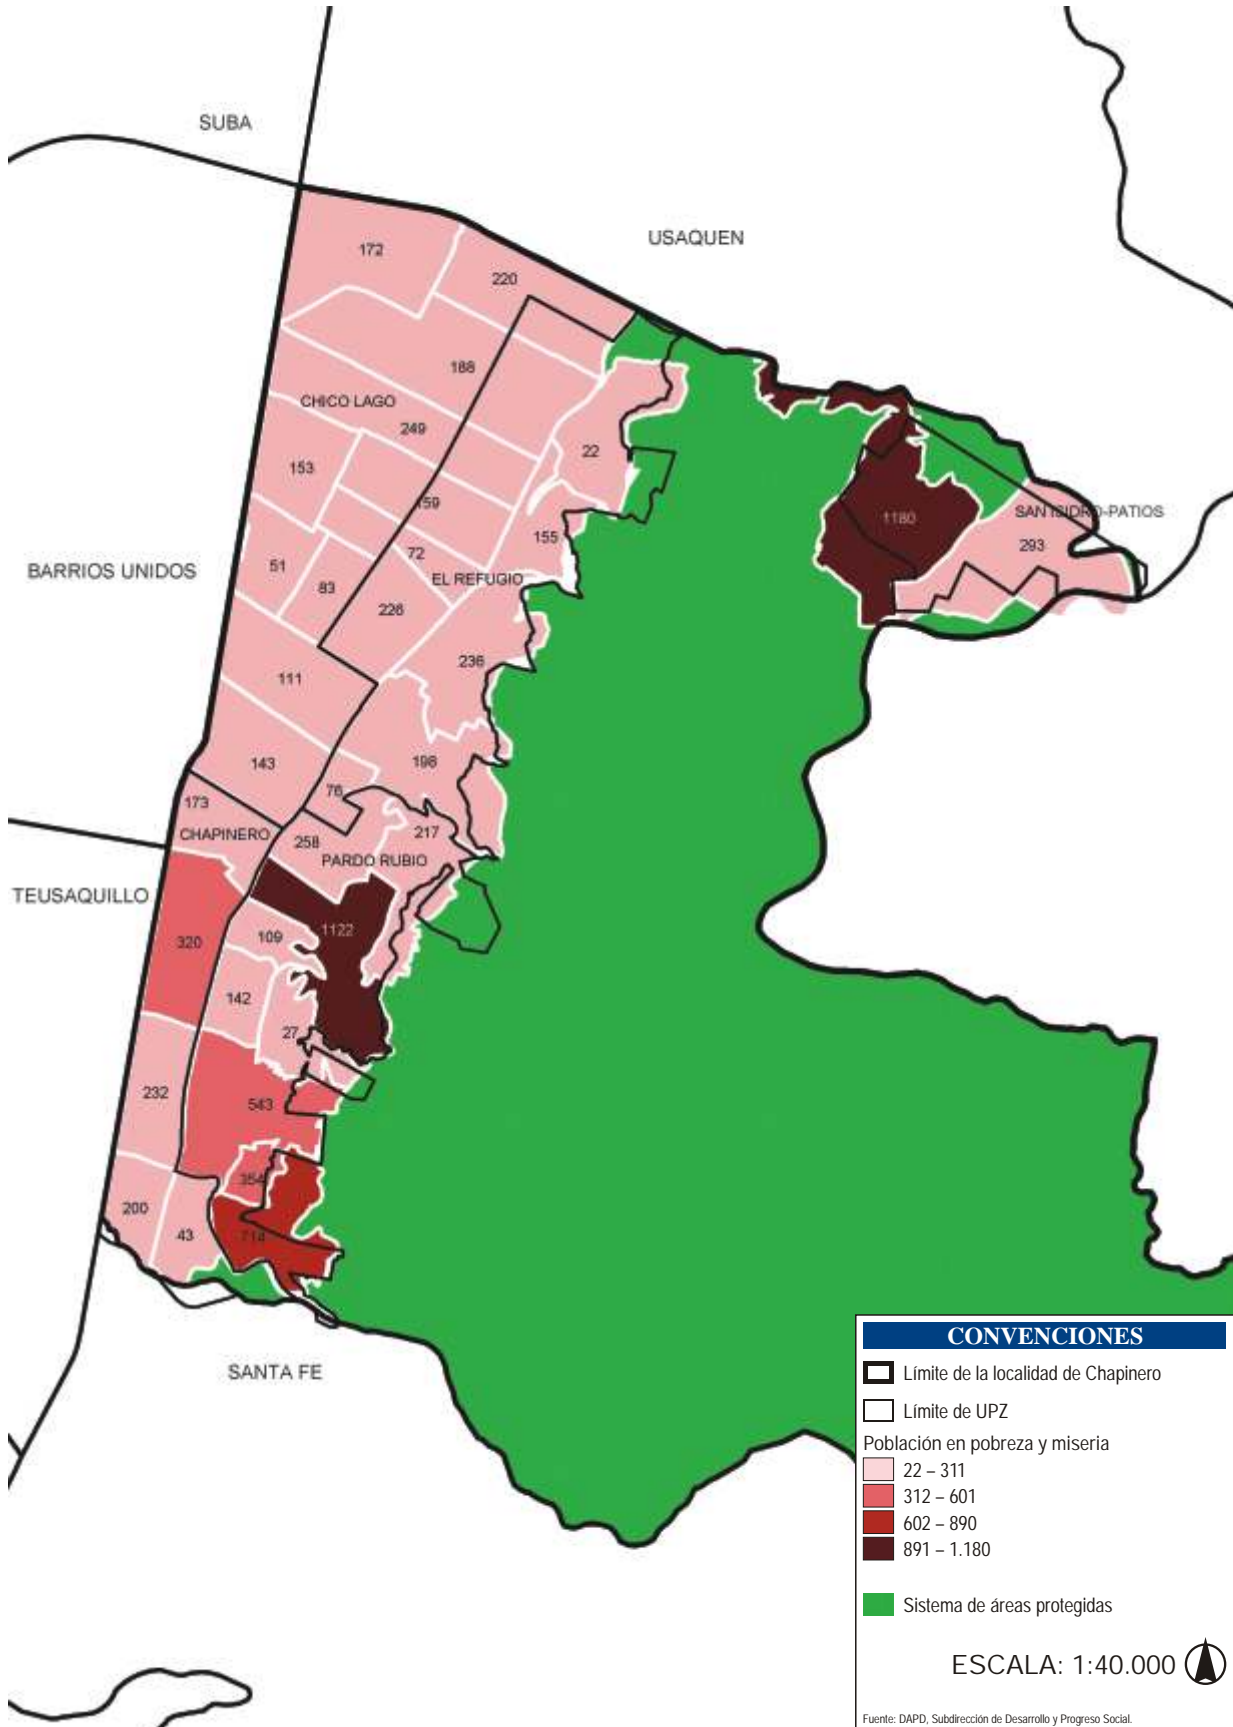 SUBA
USAQUEN
172
220
188
CHICO LAGO
249
22
153
159
1180
SAN ISIDRO-PATIOS
155
293
72
51
EL REFUGIO
BARRIOS UNIDOS
83
226
236
111
198
143
76
173
217
CHAPINERO
258
PARDO RUBIO
TEUSAQUILLO
1122
109
320
142
27
232
543
354
200
43
714
SANTA FE
CONVENCIONES
Límite de la localidad de Chapinero
Límite de UPZ
Población en pobreza y miseria
22 – 311
312 – 601
602 – 890
891 – 1.180
Sistema de áreas protegidas
ESCALA: 1:40.000
Fuente: DAPD, Subdirección de Desarrollo y Progreso Social.